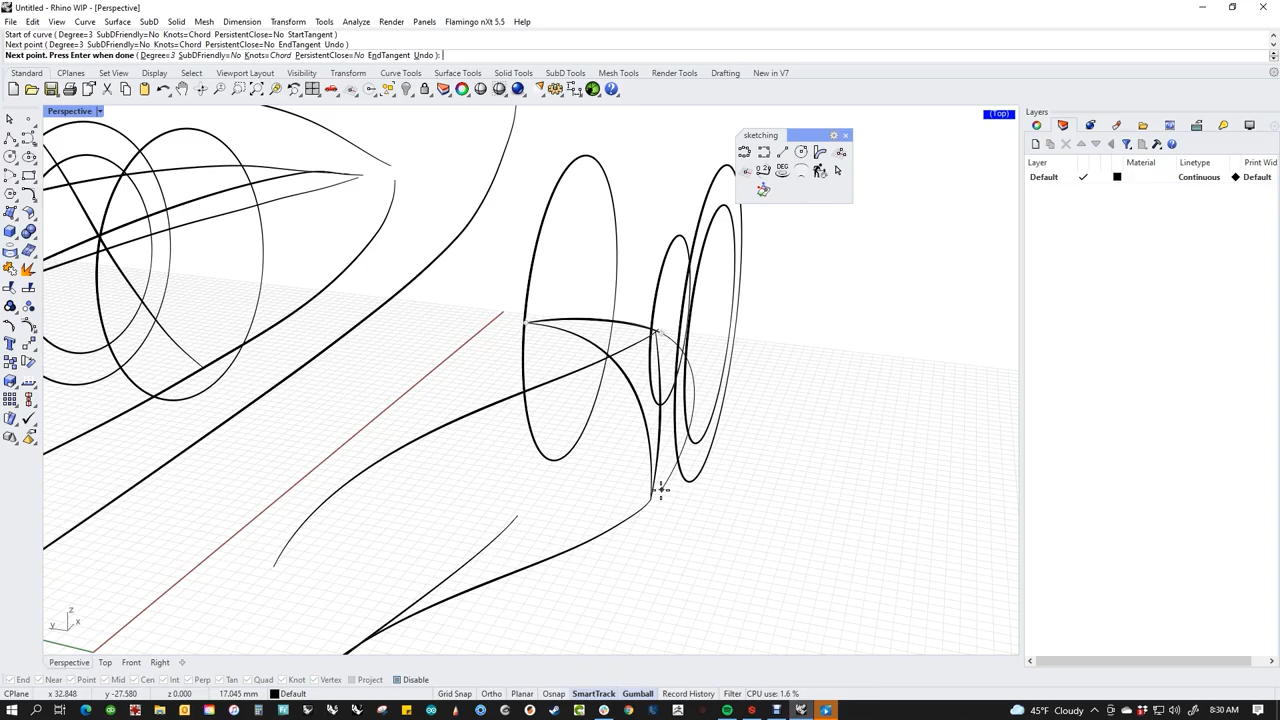 Untitled - Rhino WIP - [Perspective]
File Edit View Curve Surface SubD Solid Mesh Dimension Transform Tools Analyze Render Panels Flamingo nXt 5.5 Help
Start of curve ( Degree=3 SubDFriendly=No Knots=Chord PersistentClose=No StartTangent )
Next point ( Degree=3 SubDFriendly=No Knots=Chord PersistentClose=No EndTangent Undo )
Next point. Press Enter when done ( Degree=3 SubDFriendly=No Knots=Chord PersistentClose=No EndTangent Undo ):
Standard CPlanes Set View Display Select Viewport Layout Visibility Transform Curve Tools Surface Tools Solid Tools SubD Tools Mesh Tools Render Tools Drafting New in V7
Perspective
(Top)
Layers
sketching
Layer Material Linetype Print Wid
Default Continuous Default
0.2
DEG
z
y x
Perspective Top Front Right
End Near Point Mid Cen Int Perp Tan Quad Knot Vertex Project Disable
CPlane x 32.848 y -27.580 z 0.000 17.045 mm Default Grid Snap Ortho Planar Osnap SmartTrack Gumball Record History Filter CPU use: 1.6 %
45°F Cloudy 8:30 AM